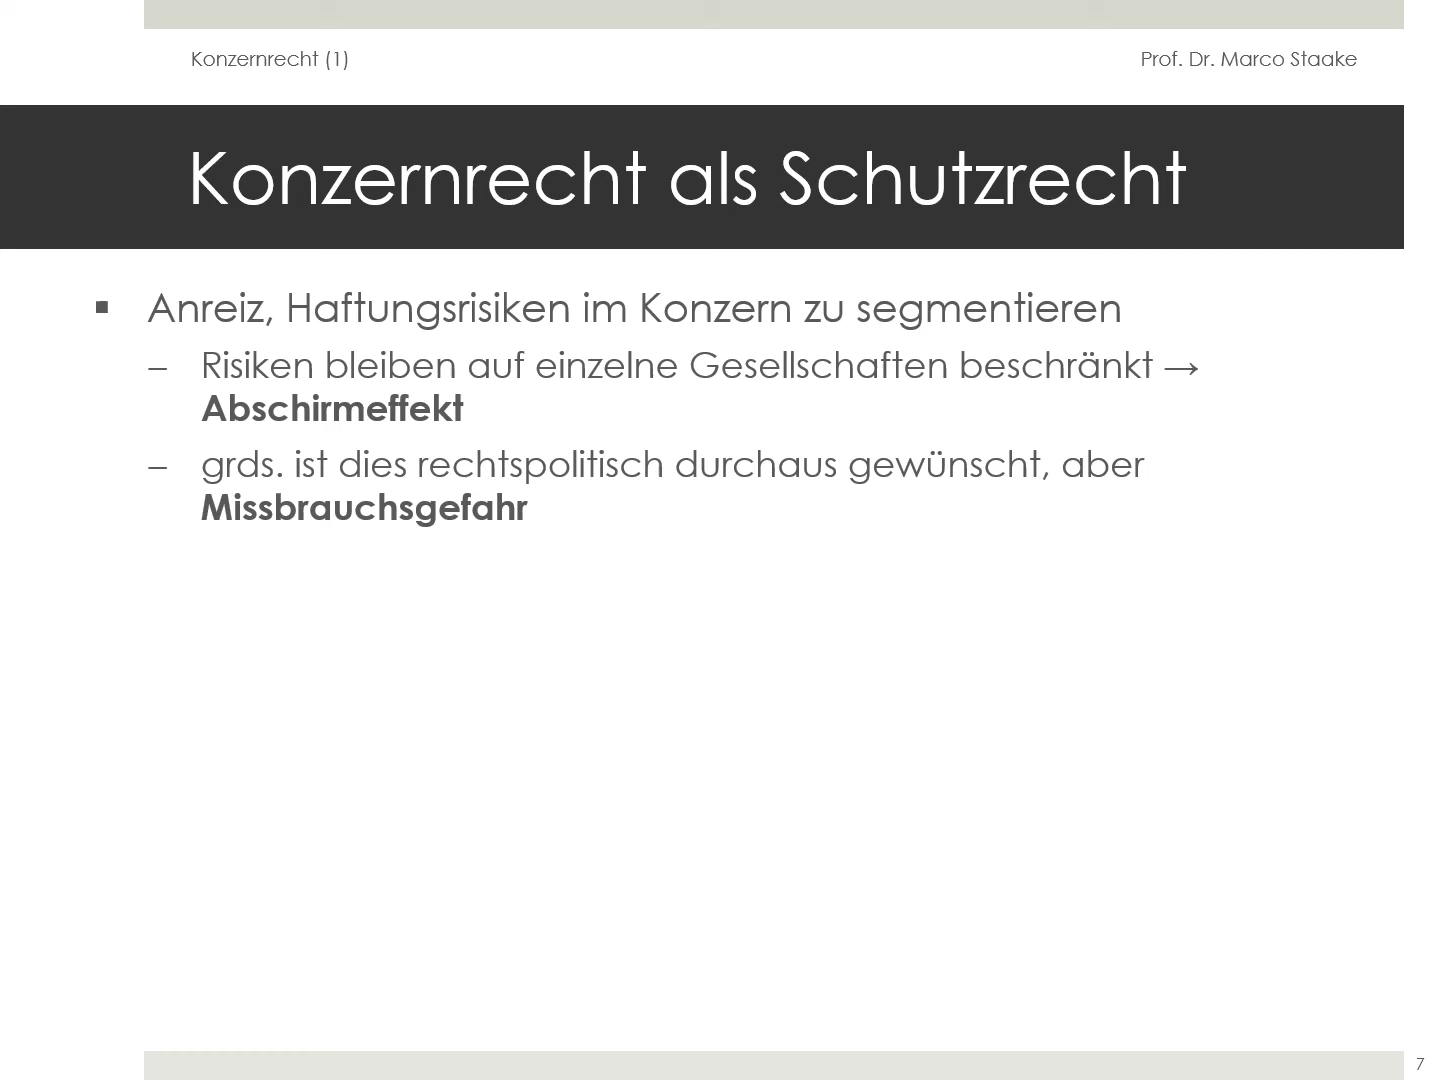 Konzernrecht (1)
Prof. Dr. Marco Staake
Konzernrecht als Schutzrecht
▪ Anreiz, Haftungsrisiken im Konzern zu segmentieren
– Risiken bleiben auf einzelne Gesellschaften beschränkt →
Abschirmeffekt
– grds. ist dies rechtspolitisch durchaus gewünscht, aber
Missbrauchsgefahr
7